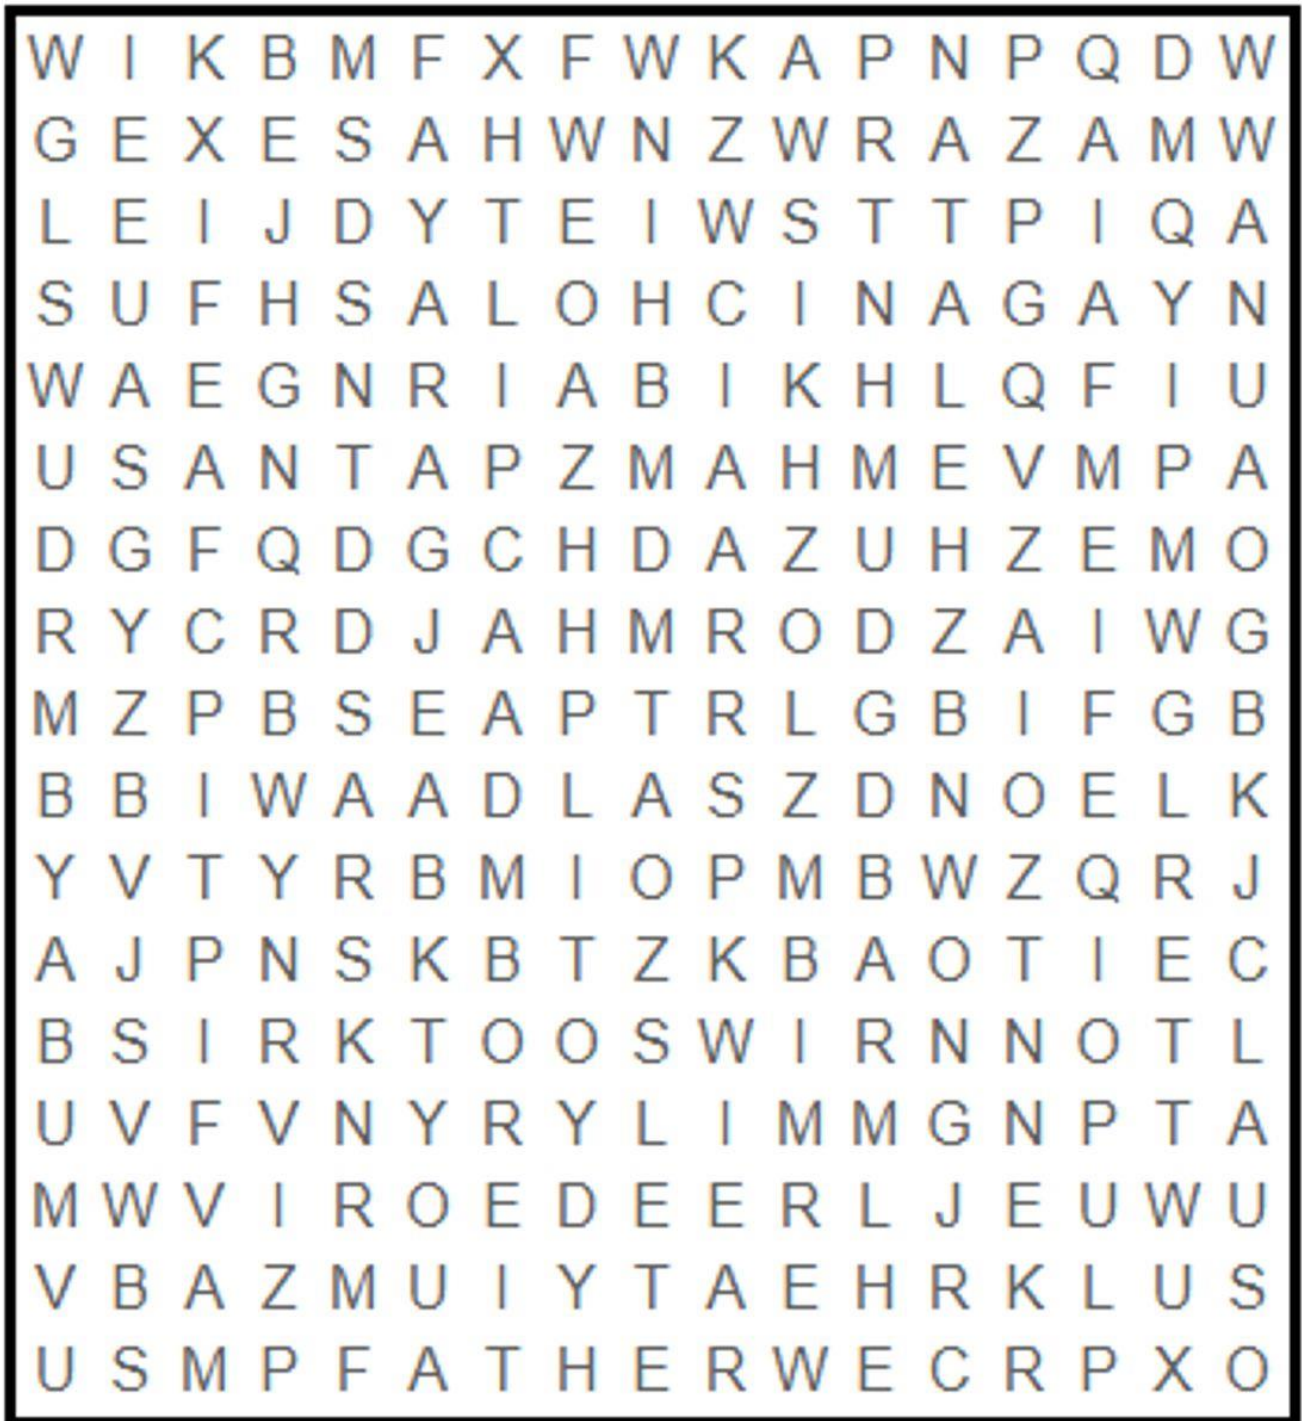 W I K B M F X F W K A P N P Q D W
G E X E S A H W N Z W R A Z A M W
L E I J D Y T E I W S T T P I Q A
S U F H S A L O H C I N A G A Y N
W A E G N R I A B I K H L Q F I U
U S A N T A P Z M A H M E V M P A
D G F Q D G C H D A Z U H Z E M O
R Y C R D J A H M R O D Z A I W G
M Z P B S E A P T R L G B I F G B
B B I W A A D L A S Z D N O E L K
Y V T Y R B M I O P M B W Z Q R J
A J P N S K B T Z K B A O T I E C
B S I R K T O O S W I R N N O T L
U V F V N Y R Y L I M M G N P T A
M W V I R O E D E E R L J E U W U
V B A Z M U I Y T A E H R K L U S
U S M P F A T H E R W E C R P X O